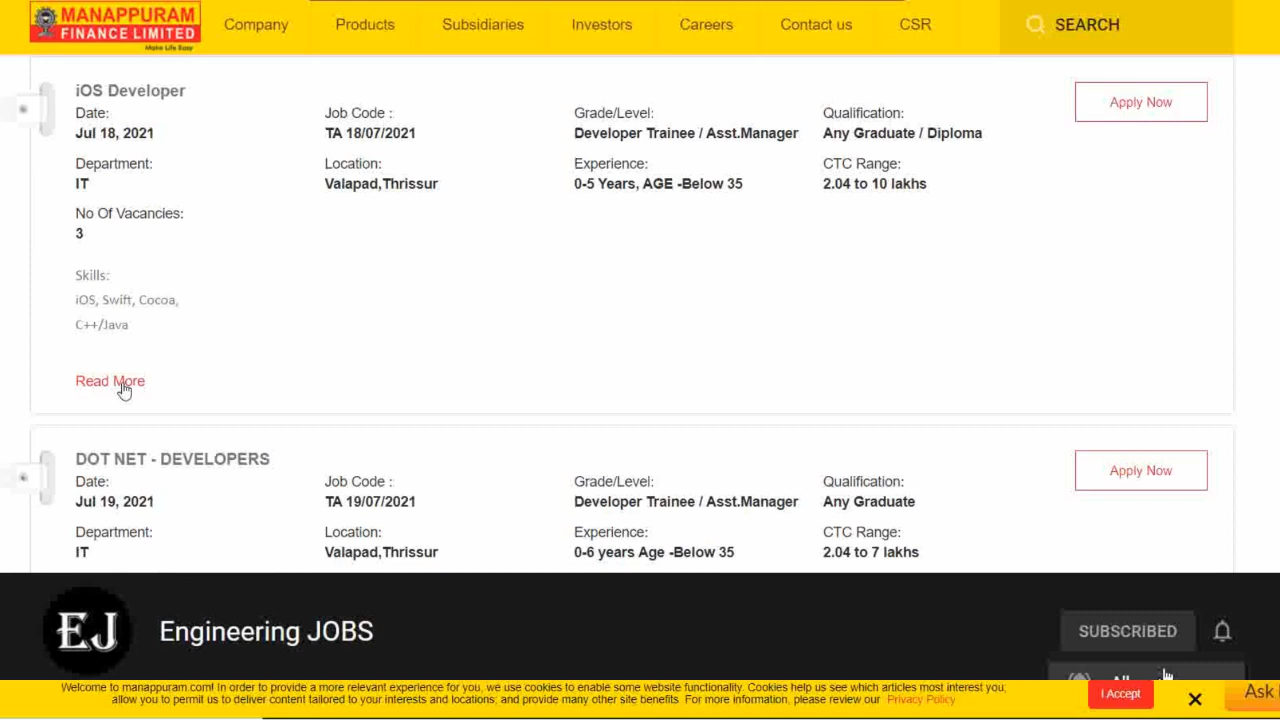 MANAPPURAM
FINANCE LIMITED
Make Life Easy
Company Products Subsidiaries Investors Careers Contact us CSR SEARCH
iOS Developer
Apply Now
Date: Job Code : Grade/Level: Qualification:
Jul 18, 2021 TA 18/07/2021 Developer Trainee / Asst.Manager Any Graduate / Diploma
Department: Location: Experience: CTC Range:
IT Valapad,Thrissur 0-5 Years, AGE -Below 35 2.04 to 10 lakhs
No Of Vacancies:
3
Skills:
iOS, Swift, Cocoa,
C++/Java
Read More
DOT NET - DEVELOPERS
Apply Now
Date: Job Code : Grade/Level: Qualification:
Jul 19, 2021 TA 19/07/2021 Developer Trainee / Asst.Manager Any Graduate
Department: Location: Experience: CTC Range:
IT Valapad,Thrissur 0-6 years Age -Below 35 2.04 to 7 lakhs
EJ Engineering JOBS SUBSCRIBED
Welcome to manappuram.com! In order to provide a more relevant experience for you, we use cookies to enable some website functionality. Cookies help us see which articles most interest you;
allow you to permit us to deliver content tailored to your interests and locations; and provide many other site benefits. For more information, please review our Privacy Policy
I Accept
Ask